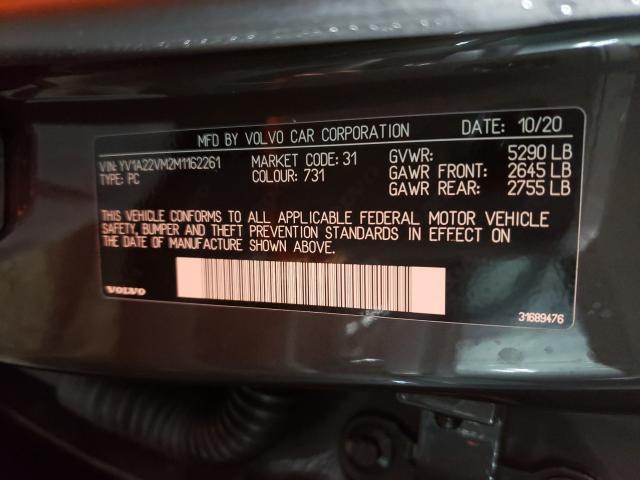 MFD BY VOLVO CAR CORPORATION DATE: 10/20
VIN: YV1A22VM2M1162261 MARKET CODE: 31 GVWR: 5290 LB
TYPE: PC COLOUR: 731 GAWR FRONT: 2645 LB
GAWR REAR: 2755 LB
THIS VEHICLE CONFORMS TO ALL APPLICABLE FEDERAL MOTOR VEHICLE
SAFETY, BUMPER AND THEFT PREVENTION STANDARDS IN EFFECT ON
THE DATE OF MANUFACTURE SHOWN ABOVE.
VOLVO 31689476